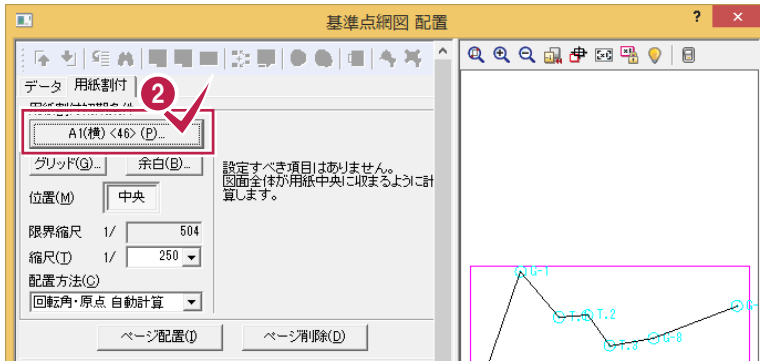 基準点網図 配置
? ×
データ 用紙割付
2
A1(横) <46> (P)...
グリッド(G)... 余白(B)...
設定すべき項目はありません。
図面全体が用紙中央に収まるように計
算します。
位置(M) 中央
限界縮尺 1/ 504
縮尺(T) 1/ 250
配置方法(C)
回転角・原点 自動計算
ページ配置(I) ページ削除(D)
G-1
T.2
T.3
G-8
G-